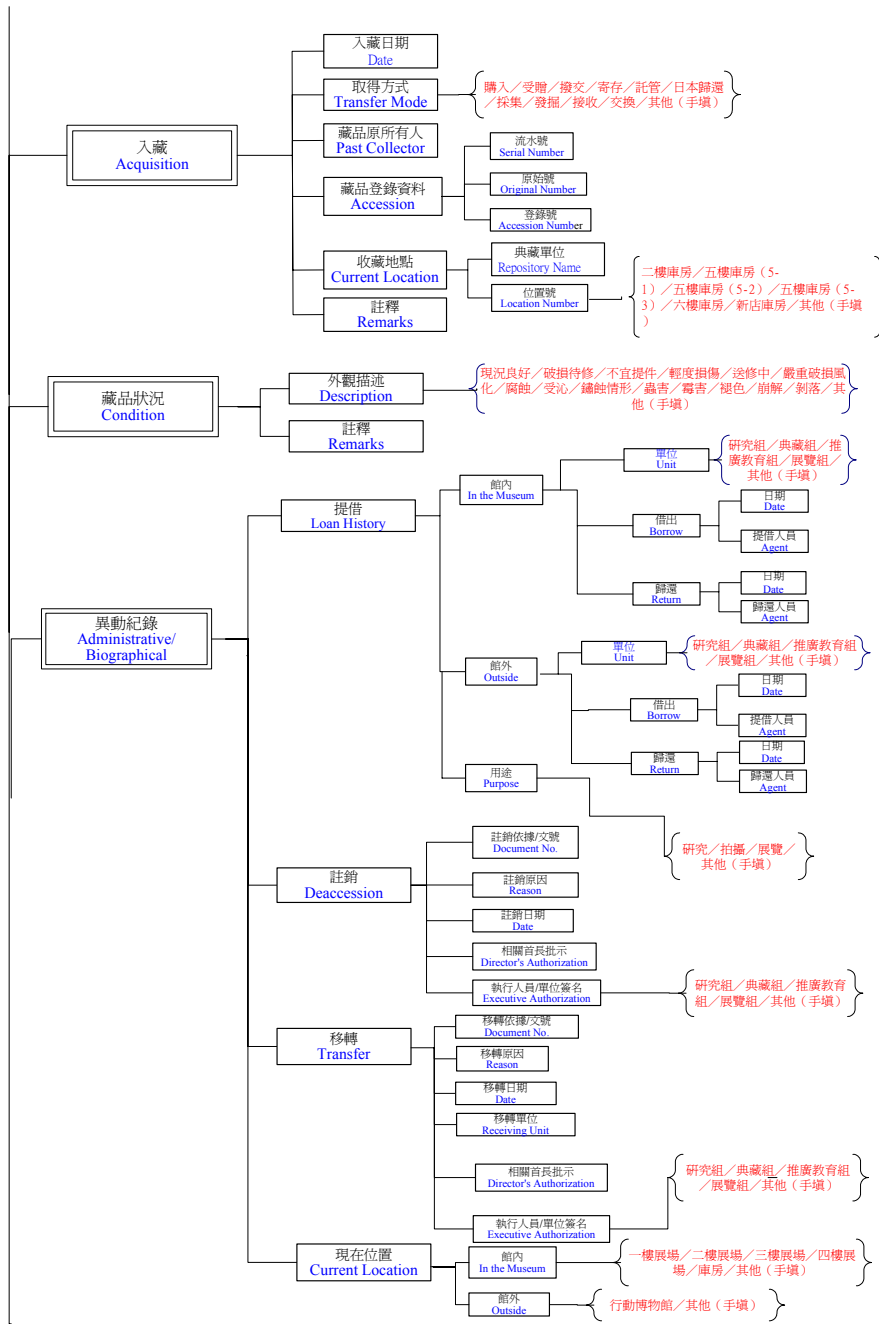 入藏日期
Date
取得方式
Transfer Mode
購入／受贈／撥交／寄存／託管／日本歸還
／採集／發掘／接收／交換／其他（手塡）
入藏
Acquisition
藏品原所有人
Past Collector
藏品登錄資料
Accession
流水號
Serial Number
原始號
Original Number
登錄號
Accession Number
收藏地點
Current Location
典藏單位
Repository Name
位置號
Location Number
二樓庫房／五樓庫房（5-
1）／五樓庫房（5-2）／五樓庫房（5-
3）／六樓庫房／新店庫房／其他（手塡
）
註釋
Remarks
藏品狀況
Condition
外觀描述
Description
現況良好／破損待修／不宜提件／輕度損傷／送修中／嚴重破損風
化／腐蝕／受沁／鏽蝕情形／蟲害／霉害／褪色／崩解／剝落／其
他（手塡）
註釋
Remarks
異動紀錄
Administrative/
Biographical
提借
Loan History
館內
In the Museum
單位
Unit
研究組／典藏組／推
廣教育組／展覽組／
其他（手塡）
借出
Borrow
日期
Date
提借人員
Agent
歸還
Return
日期
Date
歸還人員
Agent
館外
Outside
單位
Unit
研究組／典藏組／推廣教育組
／展覽組／其他（手塡）
借出
Borrow
日期
Date
提借人員
Agent
歸還
Return
日期
Date
歸還人員
Agent
用途
Purpose
研究／拍攝／展覽／
其他（手塡）
註銷
Deaccession
註銷依據/文號
Document No.
註銷原因
Reason
註銷日期
Date
相關首長批示
Director's Authorization
執行人員/單位簽名
Executive Authorization
研究組／典藏組／推廣教育
組／展覽組／其他（手塡）
移轉
Transfer
移轉依據/文號
Document No.
移轉原因
Reason
移轉日期
Date
移轉單位
Receiving Unit
相關首長批示
Director's Authorization
執行人員/單位簽名
Executive Authorization
研究組／典藏組／推廣教育組
／展覽組／其他（手塡）
現在位置
Current Location
館內
In the Museum
一樓展場／二樓展場／三樓展場／四樓展
場／庫房／其他（手塡）
館外
Outside
行動博物館／其他（手塡）